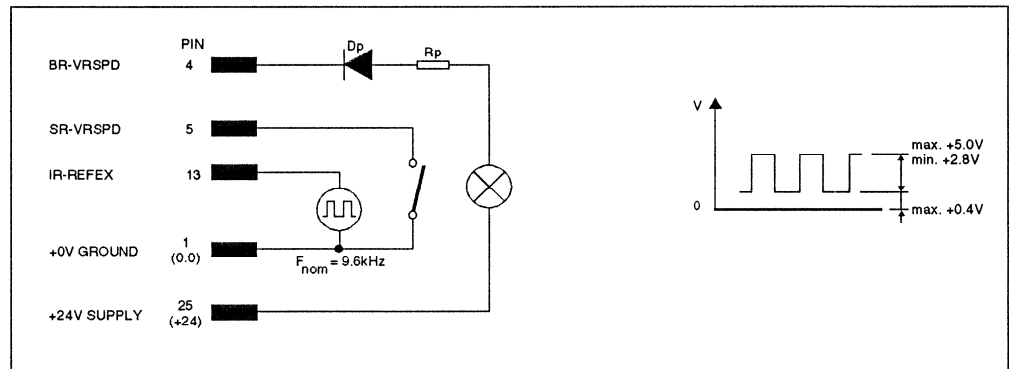 PIN
BR-VRSPD 4 Dp Rp
SR-VRSPD 5
IR-REFEX 13
+0V GROUND 1
(0.0)
Fnom = 9.6kHz
+24V SUPPLY 25
(+24)
V
max. +5.0V
min. +2.8V
0
max. +0.4V